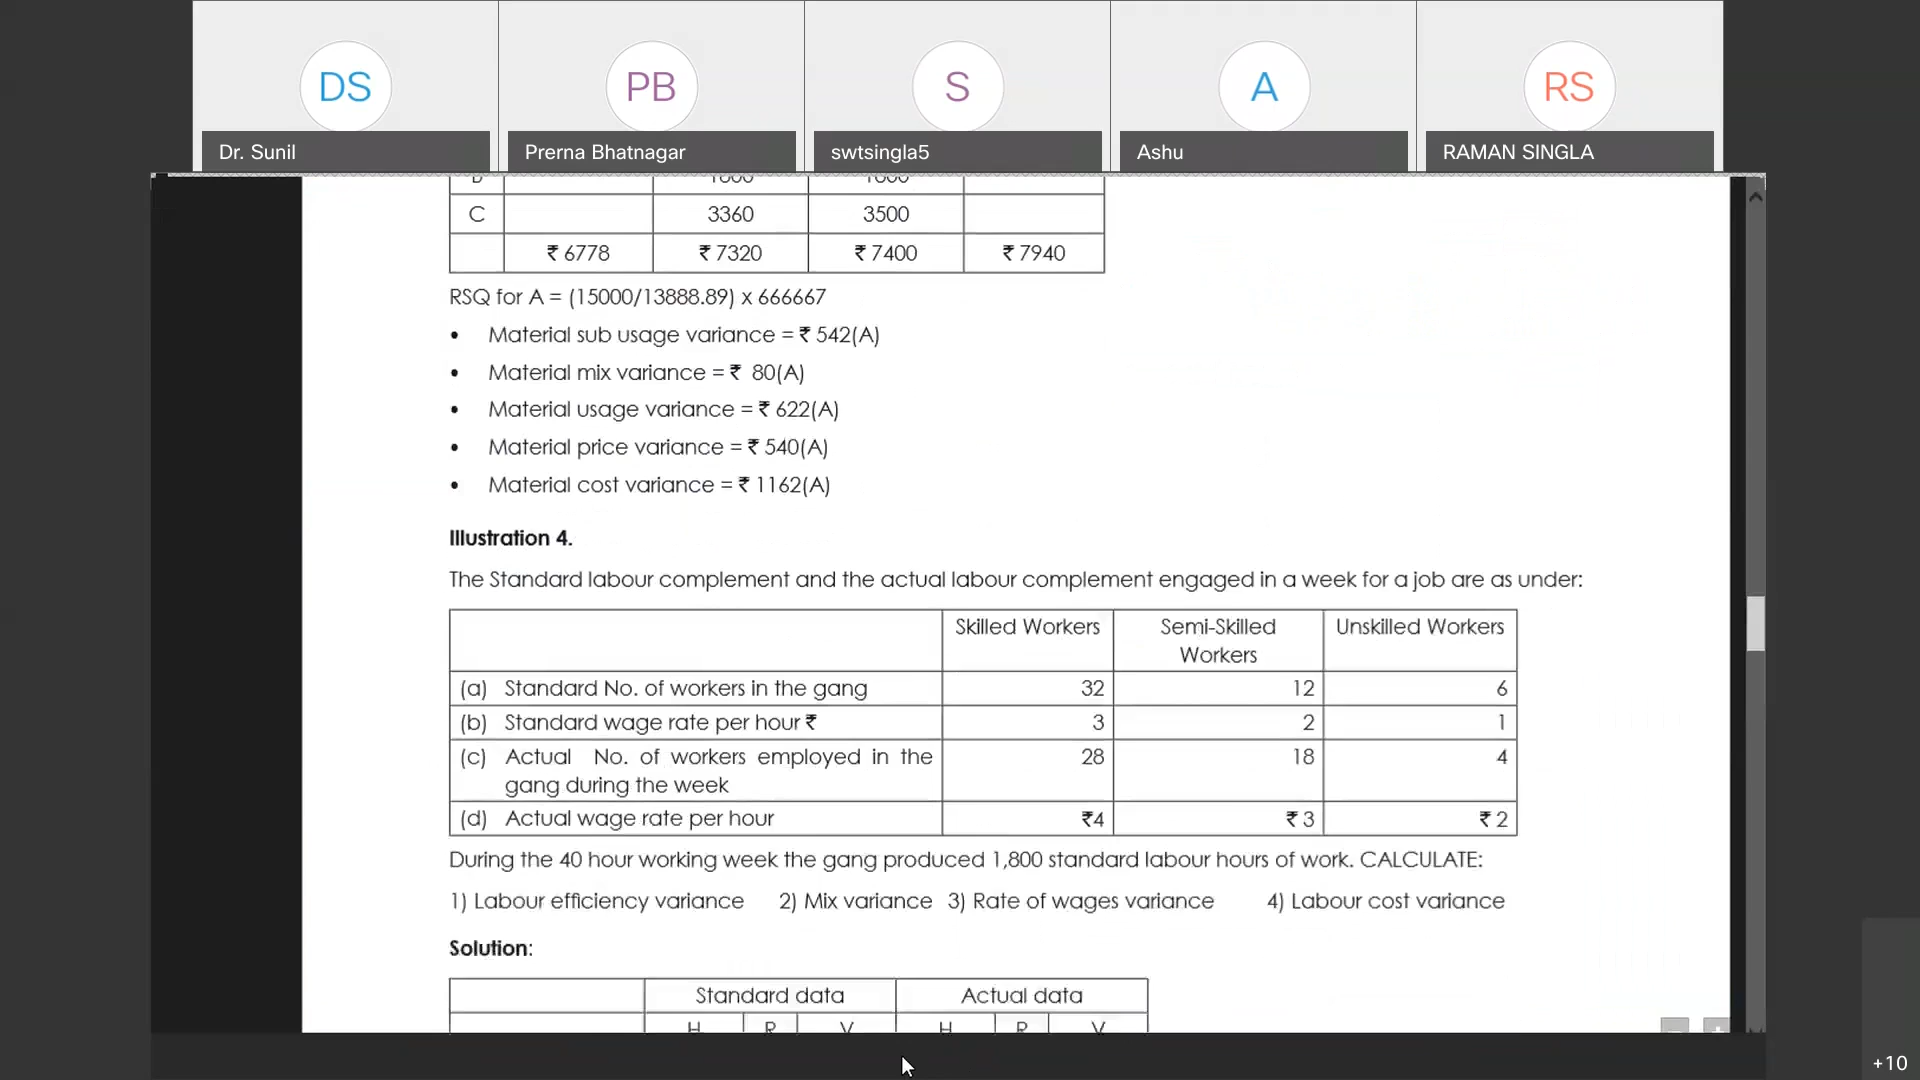 DS
PB
S
A
RS
Dr. Sunil
Prerna Bhatnagar
swtsingla5
Ashu
RAMAN SINGLA
C 3360 3500
₹ 6778 ₹ 7320 ₹ 7400 ₹ 7940
RSQ for A = (15000/13888.89) x 666667
• Material sub usage variance = ₹ 542(A)
• Material mix variance = ₹ 80(A)
• Material usage variance = ₹ 622(A)
• Material price variance = ₹ 540(A)
• Material cost variance = ₹ 1162(A)
Illustration 4.
The Standard labour complement and the actual labour complement engaged in a week for a job are as under:
Skilled Workers Semi-Skilled Unskilled Workers
Workers
(a) Standard No. of workers in the gang 32 12 6
(b) Standard wage rate per hour ₹ 3 2 1
(c) Actual No. of workers employed in the 28 18 4
gang during the week
(d) Actual wage rate per hour ₹4 ₹ 3 ₹ 2
During the 40 hour working week the gang produced 1,800 standard labour hours of work. CALCULATE:
1) Labour efficiency variance 2) Mix variance 3) Rate of wages variance 4) Labour cost variance
Solution:
Standard data Actual data
H R V H R V
+10